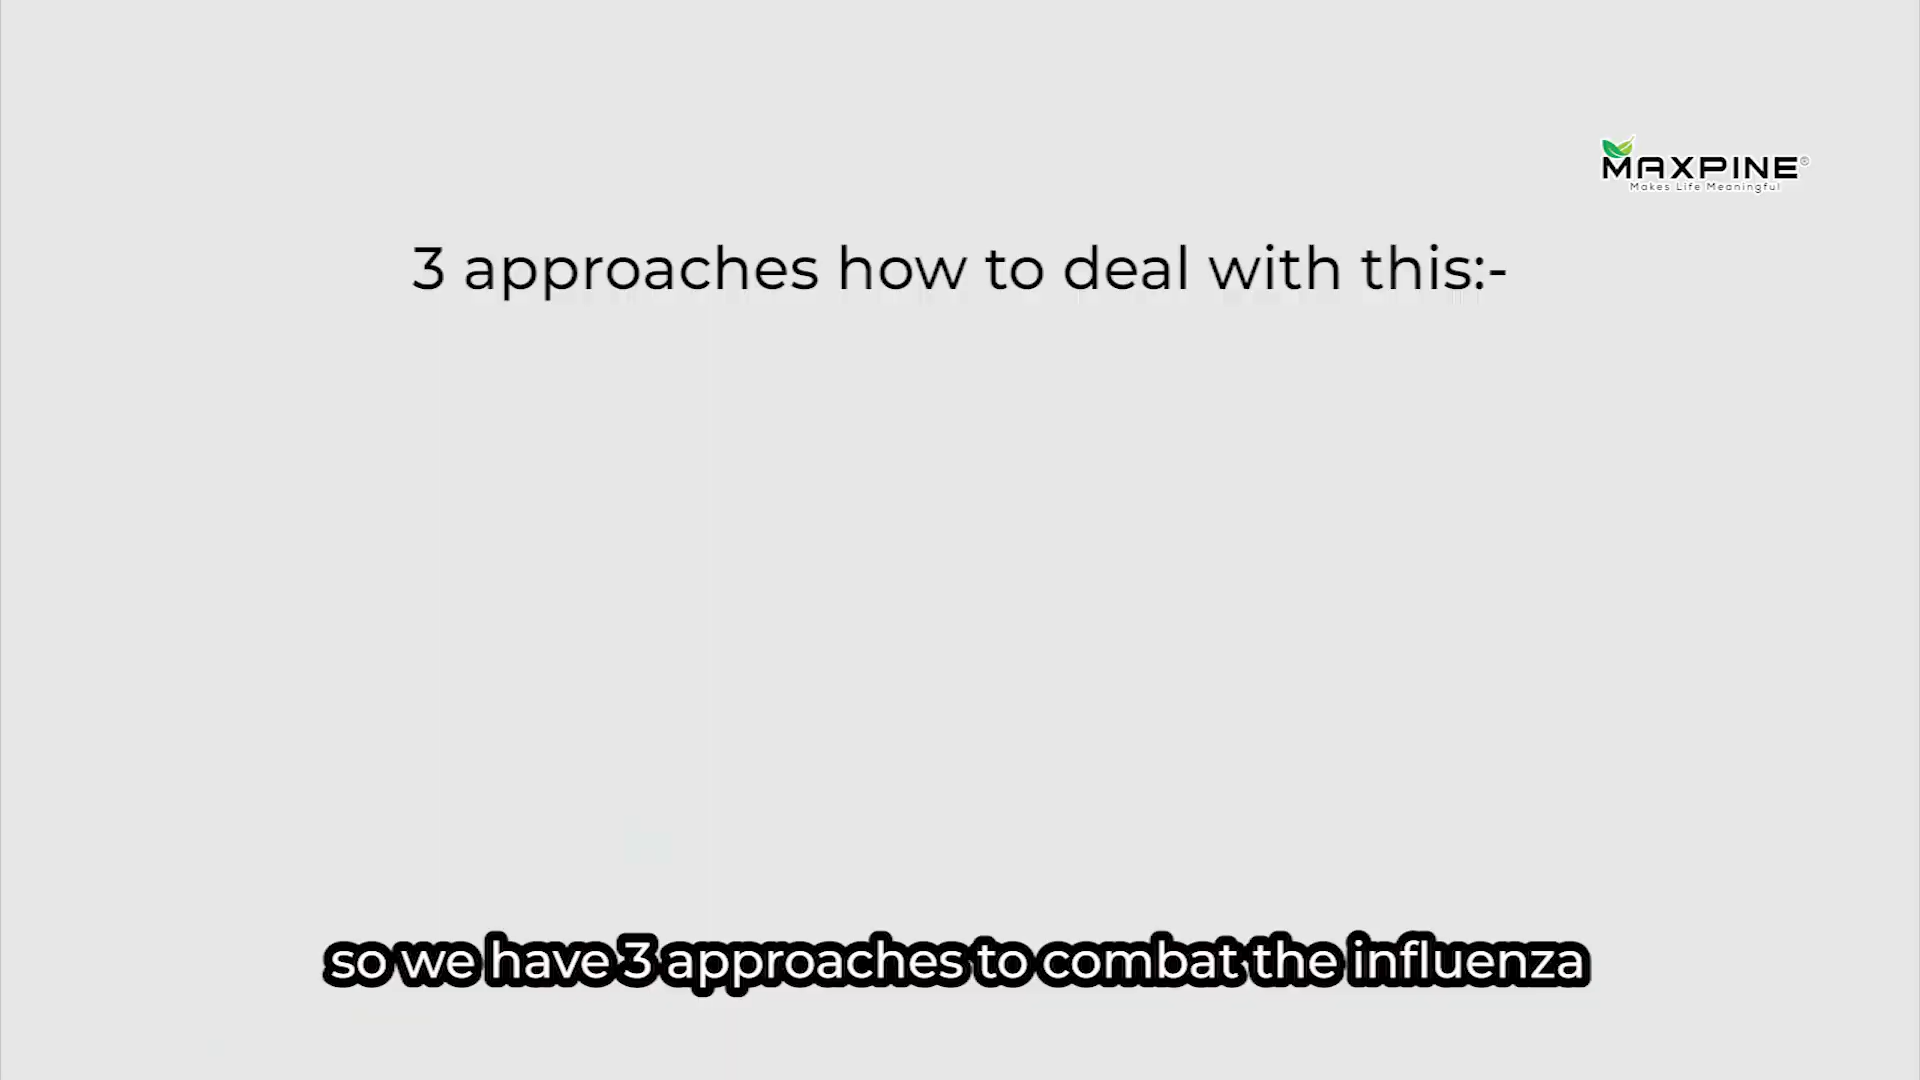 MAXPINE®
Makes Life Meaningful
3 approaches how to deal with this:-
so we have 3 approaches to combat the influenza